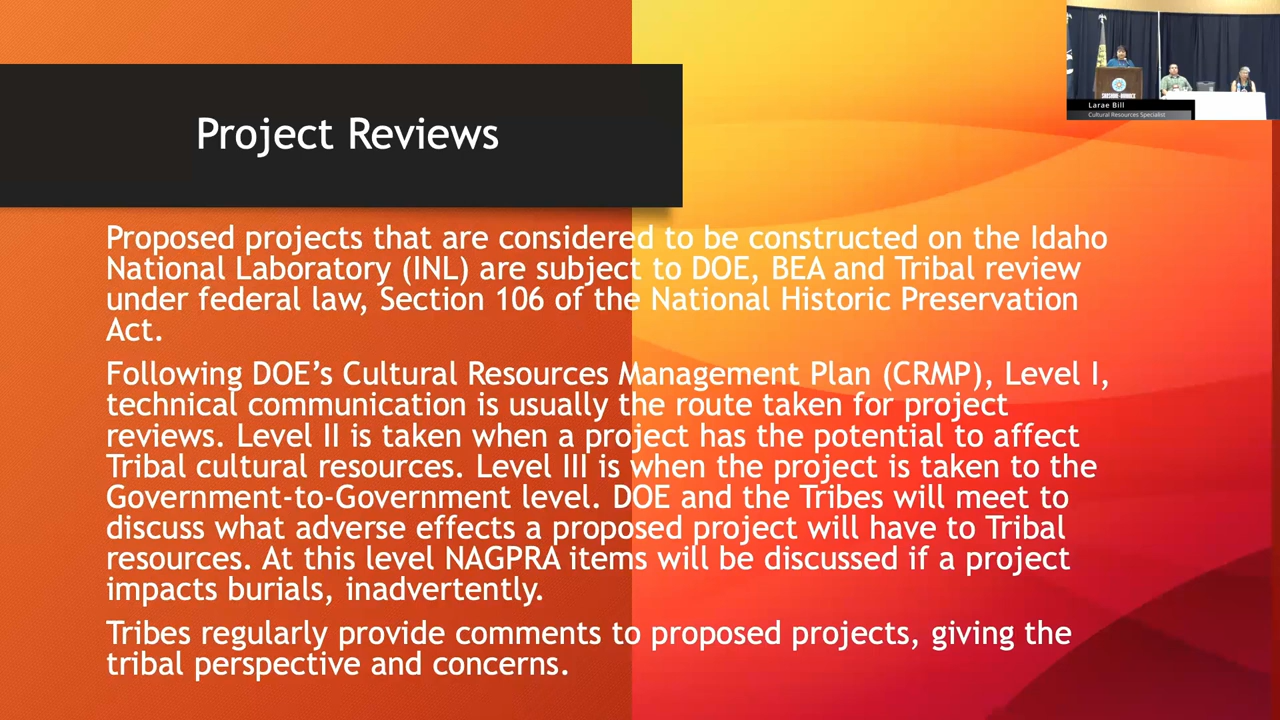 Project Reviews
Larae Bill
Cultural Resources Specialist
SHOSHONE-BANNOCK
Proposed projects that are considered to be constructed on the Idaho
National Laboratory (INL) are subject to DOE, BEA and Tribal review
under federal law, Section 106 of the National Historic Preservation
Act.
Following DOE’s Cultural Resources Management Plan (CRMP), Level I,
technical communication is usually the route taken for project
reviews. Level II is taken when a project has the potential to affect
Tribal cultural resources. Level III is when the project is taken to the
Government-to-Government level. DOE and the Tribes will meet to
discuss what adverse effects a proposed project will have to Tribal
resources. At this level NAGPRA items will be discussed if a project
impacts burials, inadvertently.
Tribes regularly provide comments to proposed projects, giving the
tribal perspective and concerns.